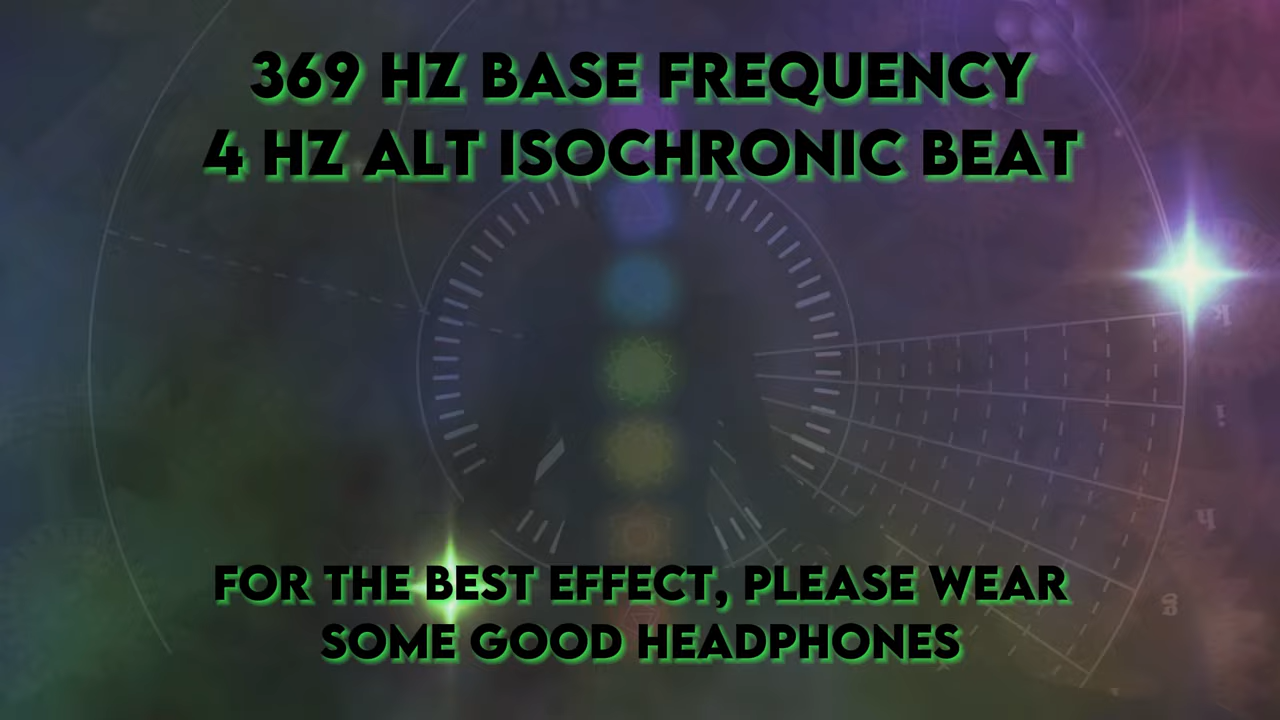 369 HZ BASE FREQUENCY
4 HZ ALT ISOCHRONIC BEAT
FOR THE BEST EFFECT, PLEASE WEAR
SOME GOOD HEADPHONES